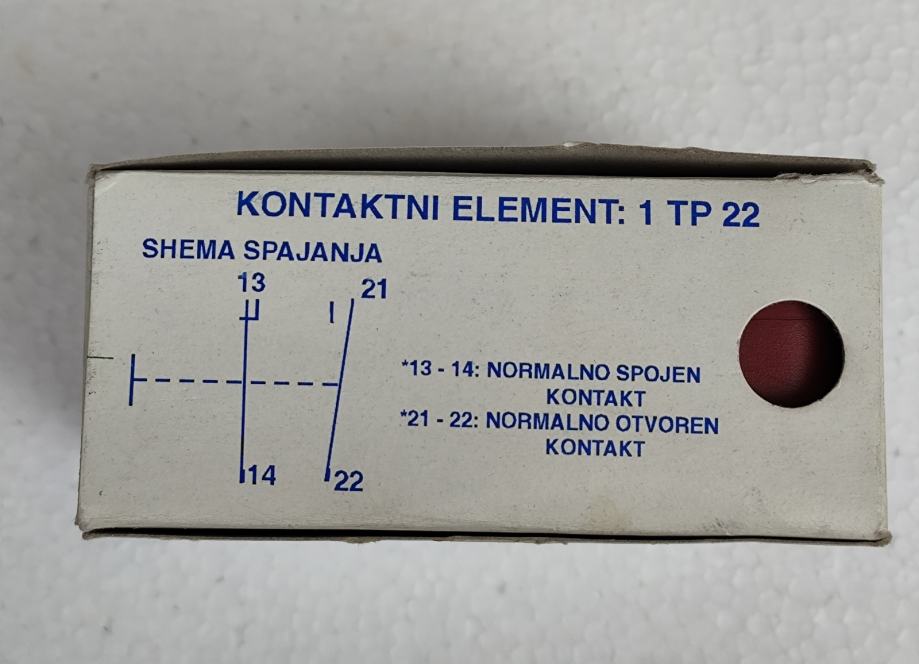 KONTAKTNI ELEMENT: 1 TP 22
SHEMA SPAJANJA
13
21
*13 - 14: NORMALNO SPOJEN
KONTAKT
*21 - 22: NORMALNO OTVOREN
KONTAKT
14
22